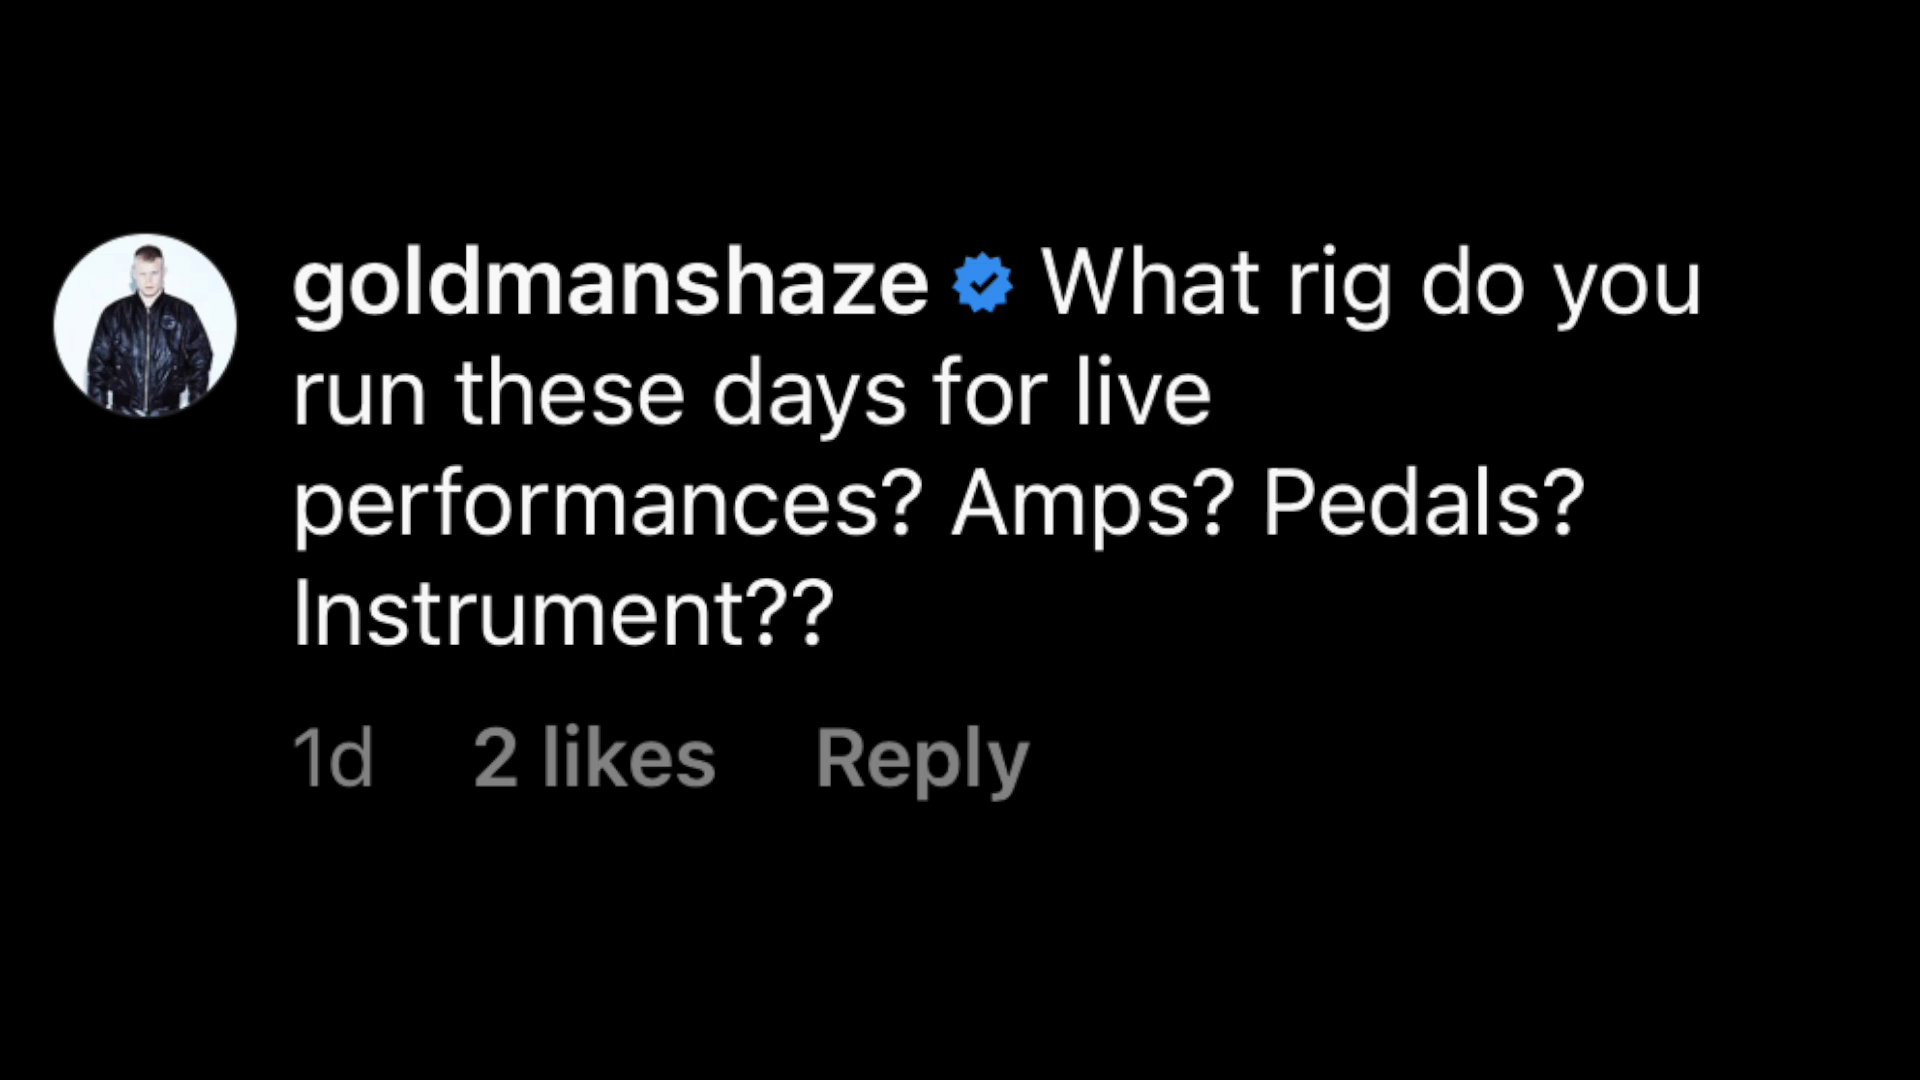 goldmanshaze What rig do you
run these days for live
performances? Amps? Pedals?
Instrument??
1d 2 likes Reply